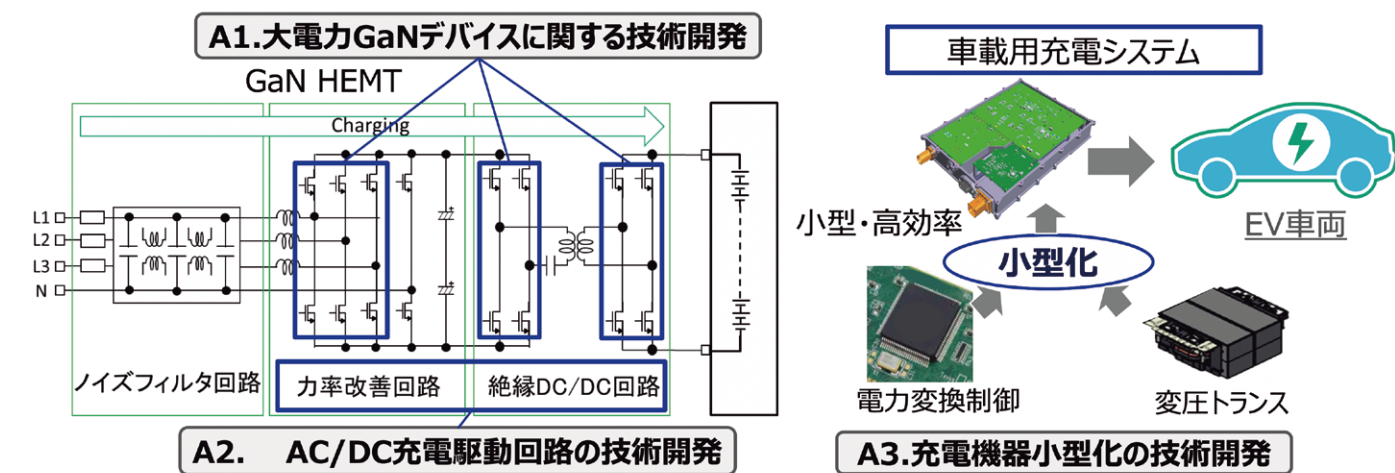 A1.大電力GaNデバイスに関する技術開発
GaN HEMT
Charging
L1
L2
L3
N
ノイズフィルタ回路
力率改善回路
絶縁DC/DC回路
A2. AC/DC充電駆動回路の技術開発
車載用充電システム
小型・高効率
EV車両
小型化
電力変換制御
変圧トランス
A3.充電機器小型化の技術開発